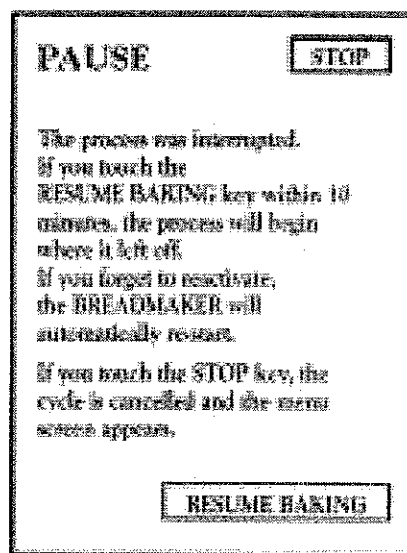 PAUSE
STOP
The process was interrupted.
If you touch the
RESUME BAKING key within 10
minutes, the process will begin
where it left off.
If you forget to reactivate,
the BREADMAKER will
automatically restart.
If you touch the STOP key, the
cycle is cancelled and the menu
screen appears.
RESUME BAKING